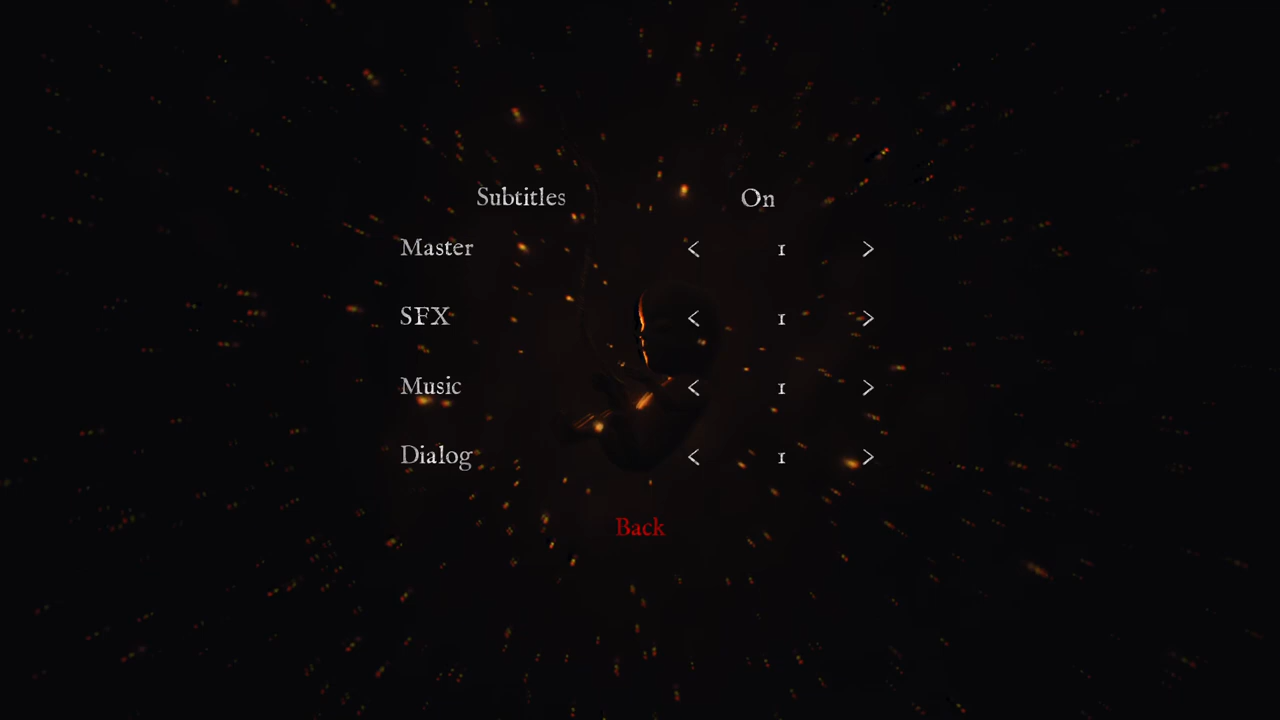 Subtitles On
Master < 1 >
SFX < 1 >
Music < 1 >
Dialog < 1 >
Back